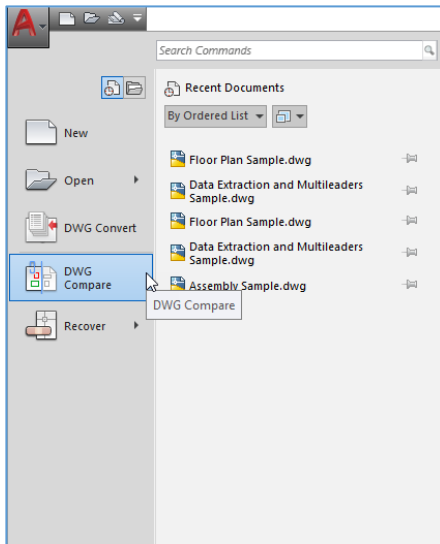 A
Search Commands
Recent Documents
By Ordered List
New
Open
DWG Convert
DWG
Compare
Recover
Floor Plan Sample.dwg
Data Extraction and Multileaders
Sample.dwg
Floor Plan Sample.dwg
Data Extraction and Multileaders
Sample.dwg
Assembly Sample.dwg
DWG Compare